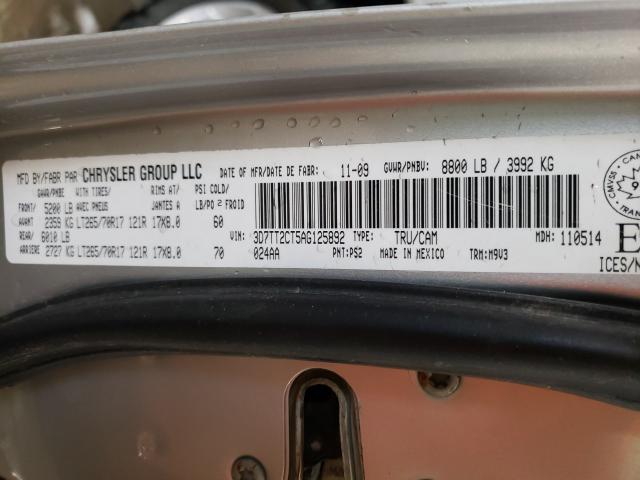 MFD BY/FABR PAR CHRYSLER GROUP LLC DATE OF MFR/DATE DE FABR: 11-09 GVWR/PNBV: 8800 LB / 3992 KG
GAWR/PNBE WITH TIRES/ RIMS AT/ PSI COLD/
AVEC PNEUS JANTES A LB/PO 2 FROID
FRONT/ 5200 LB
AVANT 2359 KG LT265/70R17 121R 17X8.0 60
REAR/ 6010 LB
ARRIERE 2727 KG LT265/70R17 121R 17X8.0 70
VIN: 3D7TT2CT5AG125892 TYPE: TRU/CAM MDH: 110514
024AA PNT:PS2 MADE IN MEXICO TRM:M9V3
CMVSS
TRANS
E
ICES/N